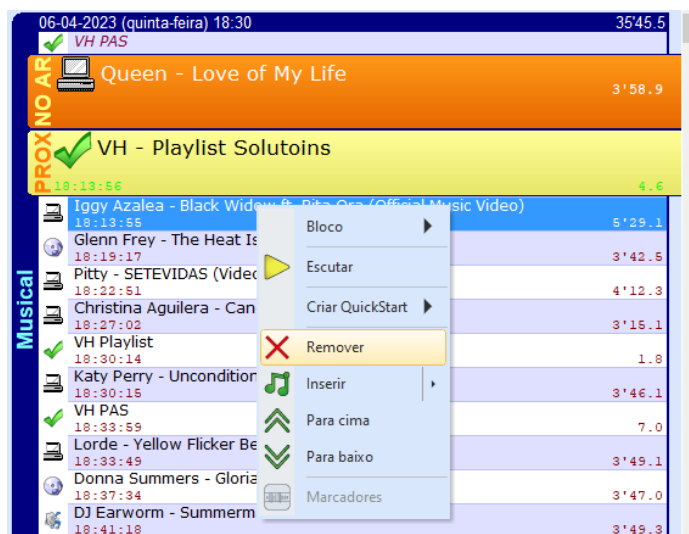 06-04-2023 (quinta-feira) 18:30 35'45.5
VH PAS
NO AR
Queen - Love of My Life
3'58.9
PROX
VH - Playlist Solutoins
18:13:56 4.6
Musical
Iggy Azalea - Black Widow ft. Rita Ora (Official Music Video)
18:13:55 5'29.1
Glenn Frey - The Heat Is
18:19:17 3'42.5
Pitty - SETEVIDAS (Videc
18:22:51 4'12.3
Christina Aguilera - Can
18:27:02 3'15.1
VH Playlist
18:30:14 1.8
Katy Perry - Uncondition
18:30:15 3'46.1
VH PAS
18:33:59 7.0
Lorde - Yellow Flicker Be
18:33:49 3'49.1
Donna Summers - Gloria
18:37:34 3'47.0
DJ Earworm - Summerm
18:41:18 3'49.3
Bloco
Escutar
Criar QuickStart
Remover
Inserir
Para cima
Para baixo
Marcadores